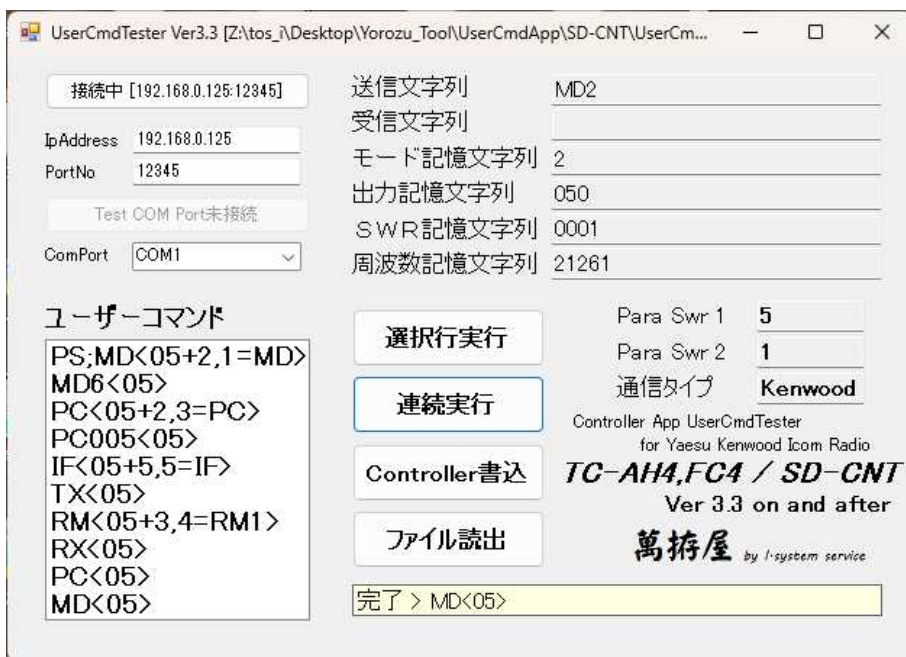 UserCmdTester Ver3.3 [Z:\tos_i\Desktop\Yorozu_Tool\UserCmdApp\SD-CNT\UserCm...
接続中 [192.168.0.125:12345]
IpAddress 192.168.0.125
PortNo 12345
Test COM Port未接続
ComPort COM1
送信文字列 MD2
受信文字列
モード記憶文字列 2
出力記憶文字列 050
ＳＷＲ記憶文字列 0001
周波数記憶文字列 21261
ユーザーコマンド
PS;MD<05+2,1=MD>
MD6<05>
PC<05+2,3=PC>
PC005<05>
IF<05+5,5=IF>
TX<05>
RM<05+3,4=RM1>
RX<05>
PC<05>
MD<05>
選択行実行
連続実行
Controller書込
ファイル読出
Para Swr 1 5
Para Swr 2 1
通信タイプ Kenwood
Controller App UserCmdTester
for Yaesu Kenwood Icom Radio
TC-AH4,FC4 / SD-CNT
Ver 3.3 on and after
萬拵屋 by I-system service
完了 > MD<05>